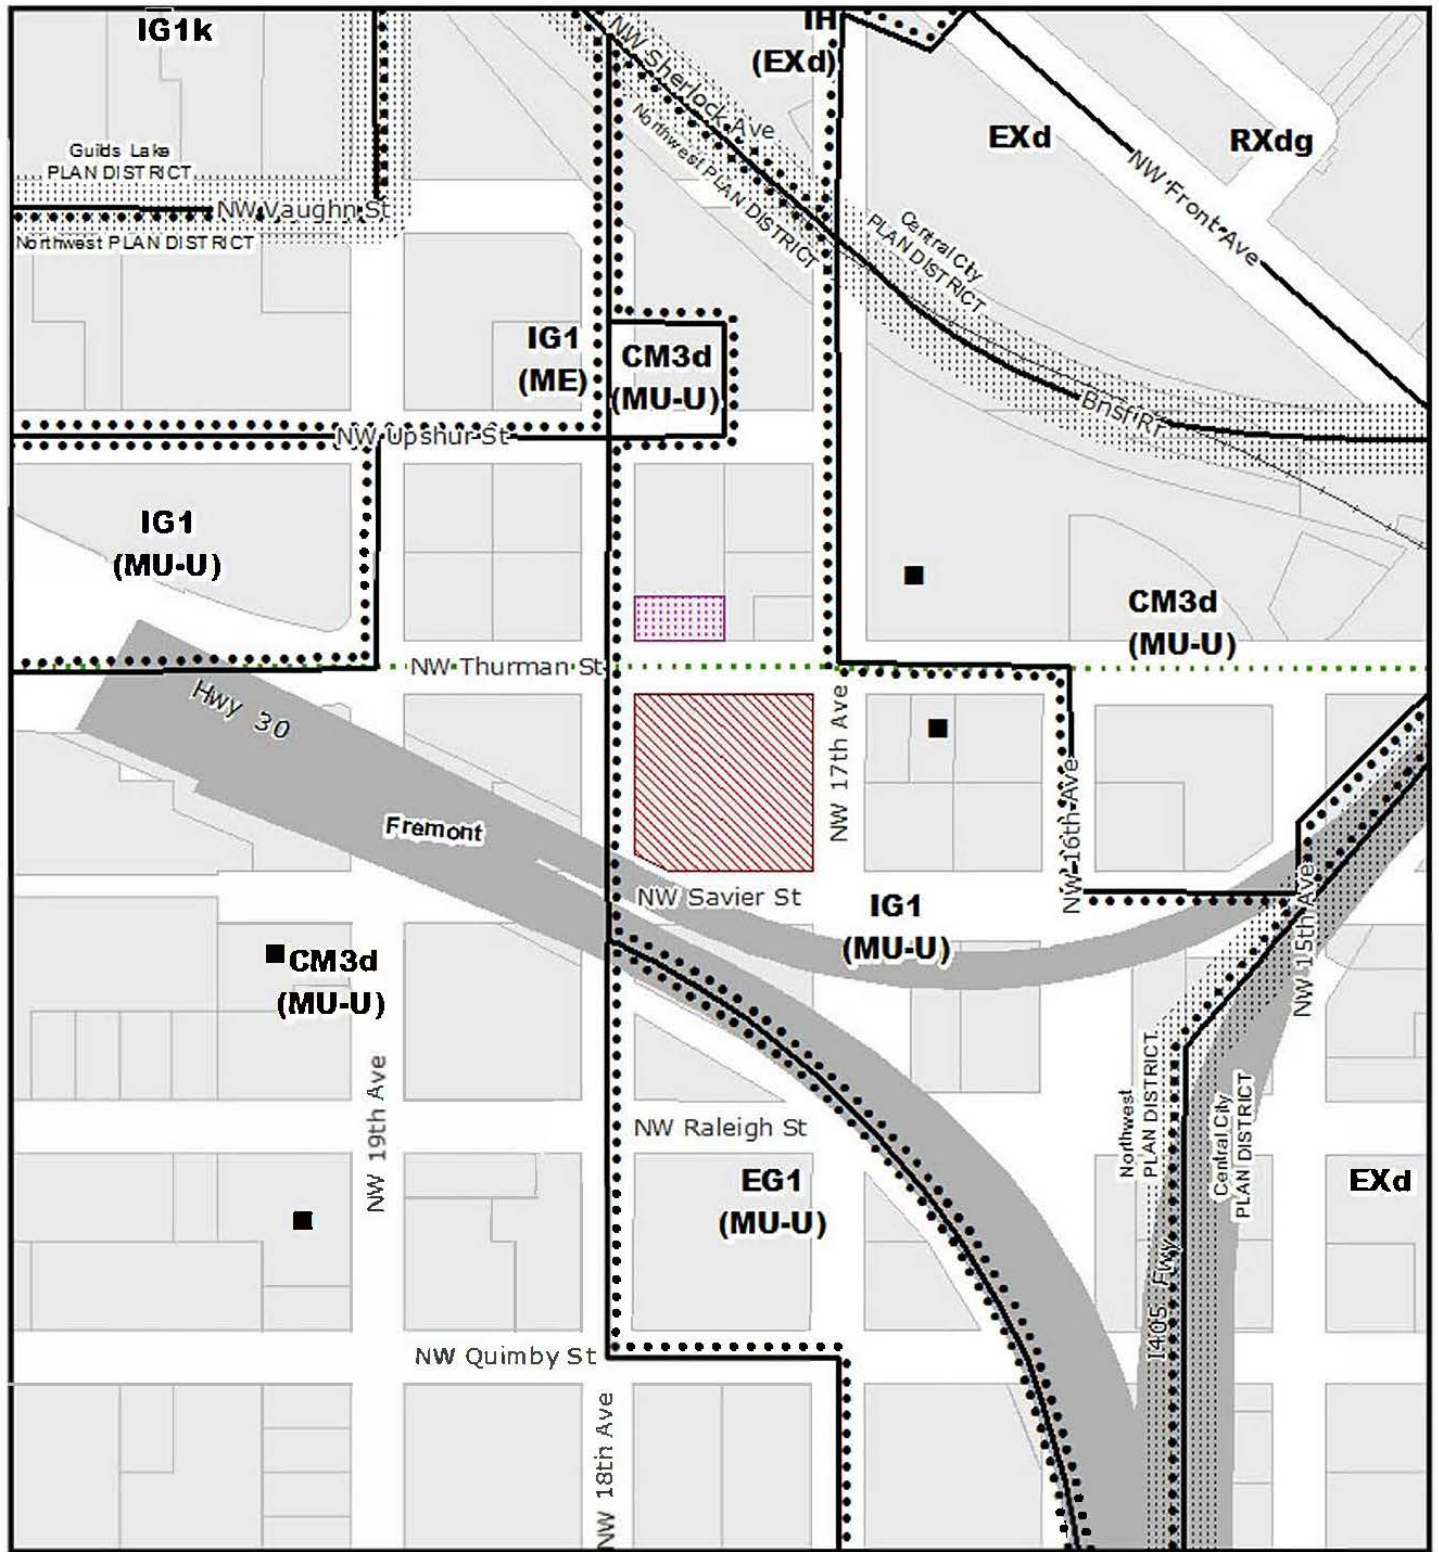 IG1k
IH
(EXd)
NW Sherlock Ave
Northwest PLAN DISTRICT
EXd
RXdg
NW Front Ave
Guilds Lake
PLAN DISTRICT
NW Vaughn St
Northwest PLAN DISTRICT
Central City
PLAN DISTRICT
IG1
(ME)
CM3d
(MU-U)
Bnsf RT
NW Upshur St
IG1
(MU-U)
CM3d
(MU-U)
NW Thurman St
Hwy 30
NW 17th Ave
NW 16th Ave
Fremont
NW Savier St
IG1
(MU-U)
NW 15th Ave
CM3d
(MU-U)
NW 19th Ave
NW Raleigh St
Northwest
PLAN DISTRICT
Central City
PLAN DISTRICT
EG1
(MU-U)
EXd
I405 FWY
NW Quimby St
NW 18th Ave